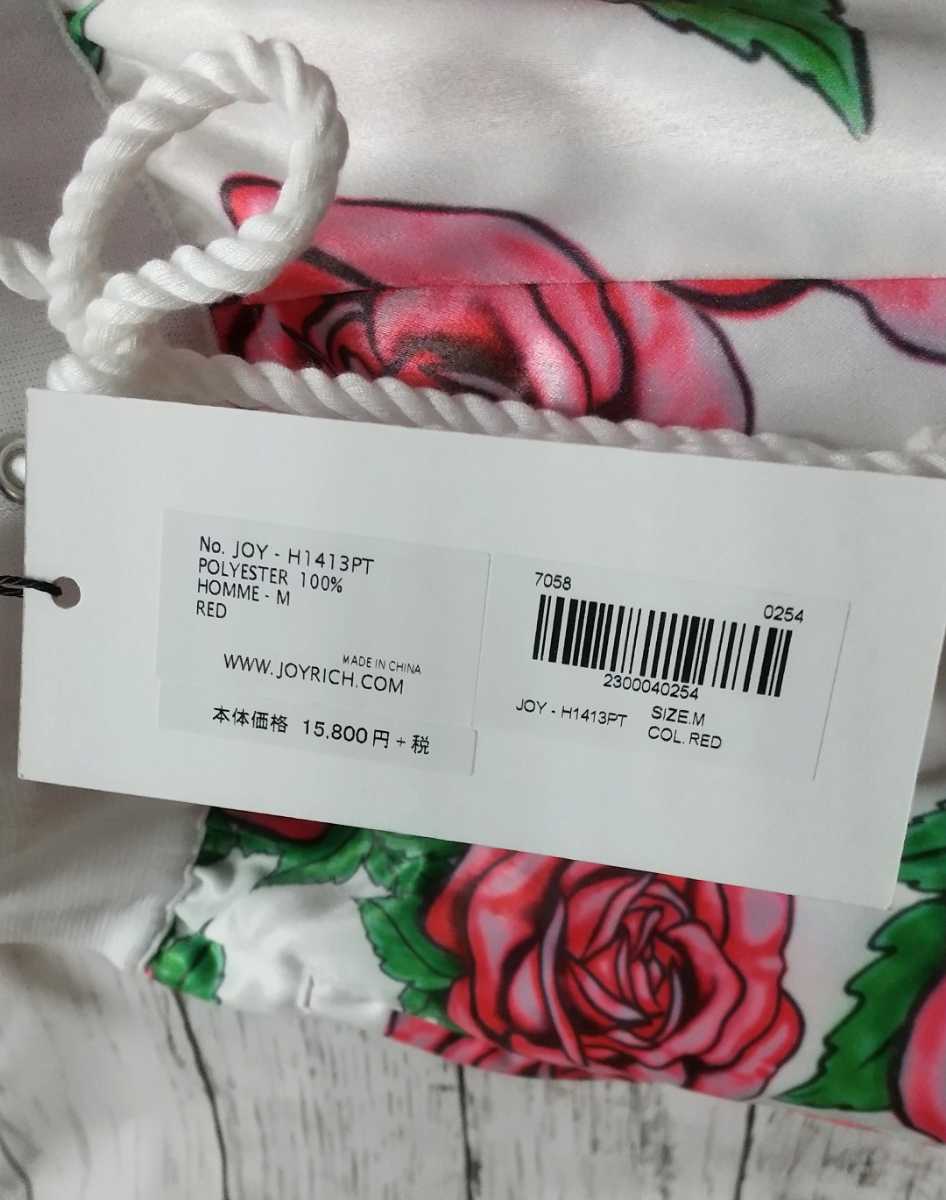 No. JOY - H1413PT
POLYESTER 100%
HOMME - M
RED
MADE IN CHINA
WWW.JOYRICH.COM
本体価格 15.800円 + 税
7058
0254
2300040254
JOY - H1413PT SIZE.M
COL. RED